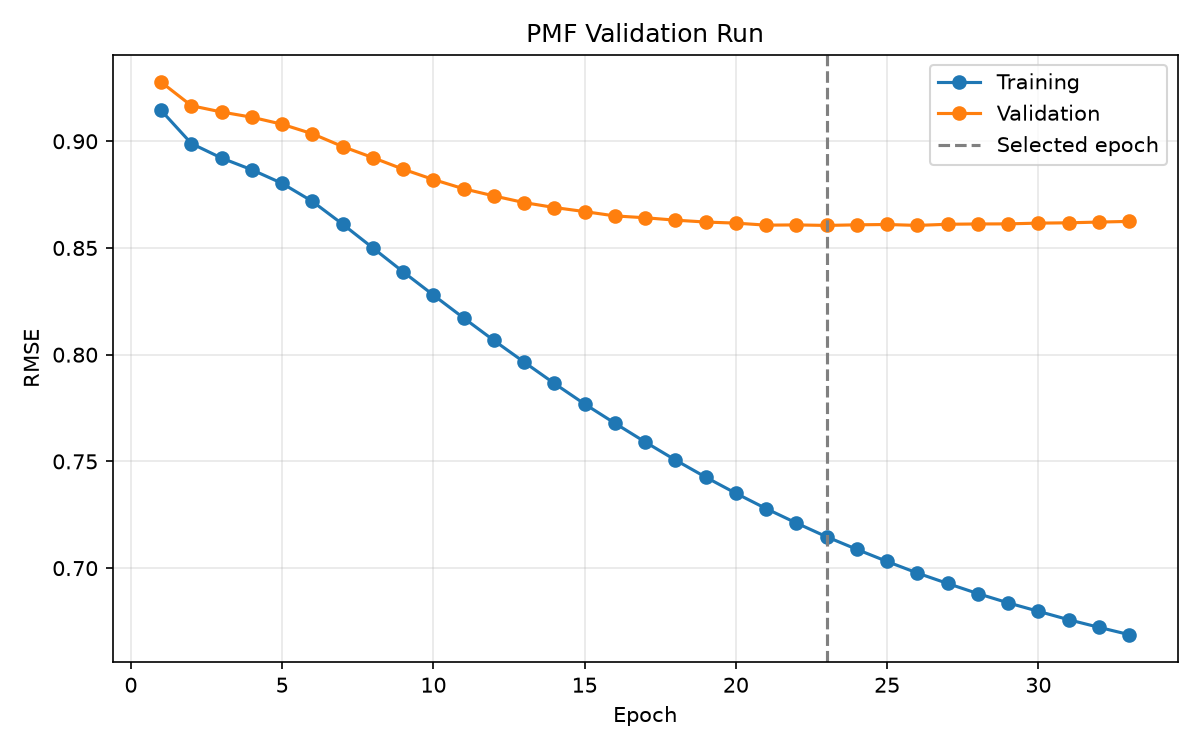 PMF Validation Run
Training
Validation
Selected epoch
0.90
0.85
0.80
0.75
0.70
RMSE
0
5
10
15
20
25
30
Epoch